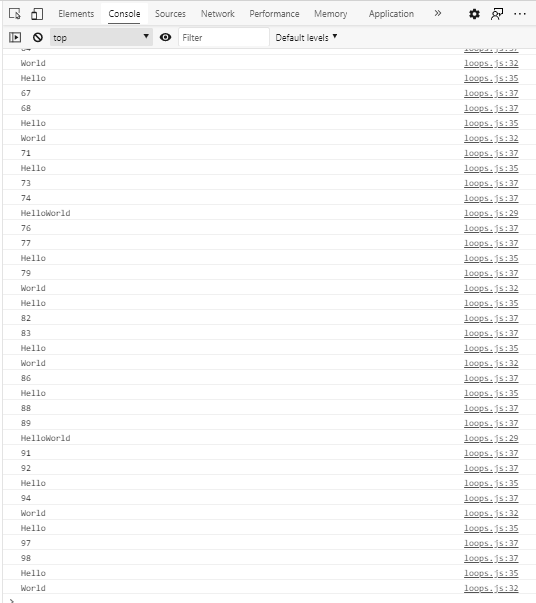 Elements Console Sources Network Performance Memory Application »
top Filter Default levels
loops.js:37
World loops.js:32
Hello loops.js:35
67 loops.js:37
68 loops.js:37
Hello loops.js:35
World loops.js:32
71 loops.js:37
Hello loops.js:35
73 loops.js:37
74 loops.js:37
HelloWorld loops.js:29
76 loops.js:37
77 loops.js:37
Hello loops.js:35
79 loops.js:37
World loops.js:32
Hello loops.js:35
82 loops.js:37
83 loops.js:37
Hello loops.js:35
World loops.js:32
86 loops.js:37
Hello loops.js:35
88 loops.js:37
89 loops.js:37
HelloWorld loops.js:29
91 loops.js:37
92 loops.js:37
Hello loops.js:35
94 loops.js:37
World loops.js:32
Hello loops.js:35
97 loops.js:37
98 loops.js:37
Hello loops.js:35
World loops.js:32